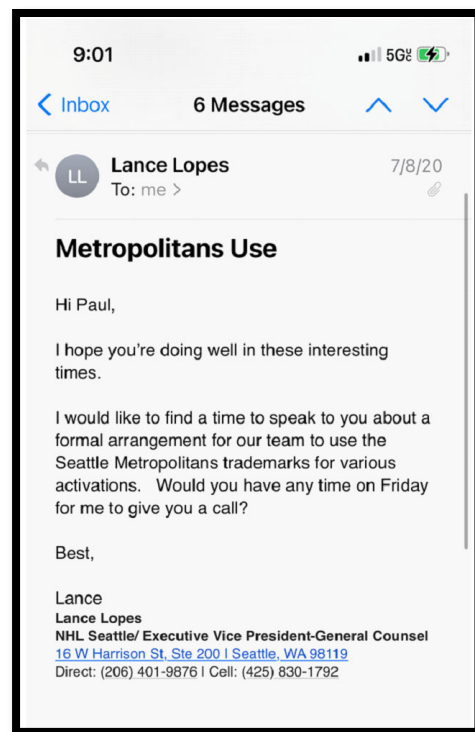 9:01
5G
Inbox
6 Messages
LL
Lance Lopes
7/8/20
To: me >
Metropolitans Use
Hi Paul,
I hope you're doing well in these interesting
times.
I would like to find a time to speak to you about a
formal arrangement for our team to use the
Seattle Metropolitans trademarks for various
activations.   Would you have any time on Friday
for me to give you a call?
Best,
Lance
Lance Lopes
NHL Seattle/ Executive Vice President-General Counsel
16 W Harrison St, Ste 200 I Seattle, WA 98119
Direct: (206) 401-9876 I Cell: (425) 830-1792